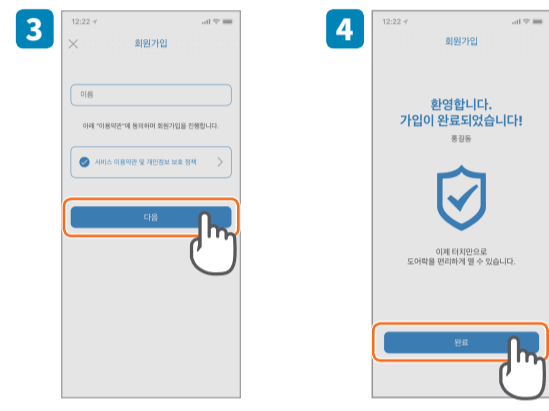 3
12:22
회원가입
이름
아래 "이용약관"에 동의하며 회원가입을 진행합니다.
서비스 이용약관 및 개인정보 보호 정책
다음
4
12:22
회원가입
환영합니다.
가입이 완료되었습니다!
홍길동
이제 터치만으로
도어락을 편리하게 열 수 있습니다.
완료